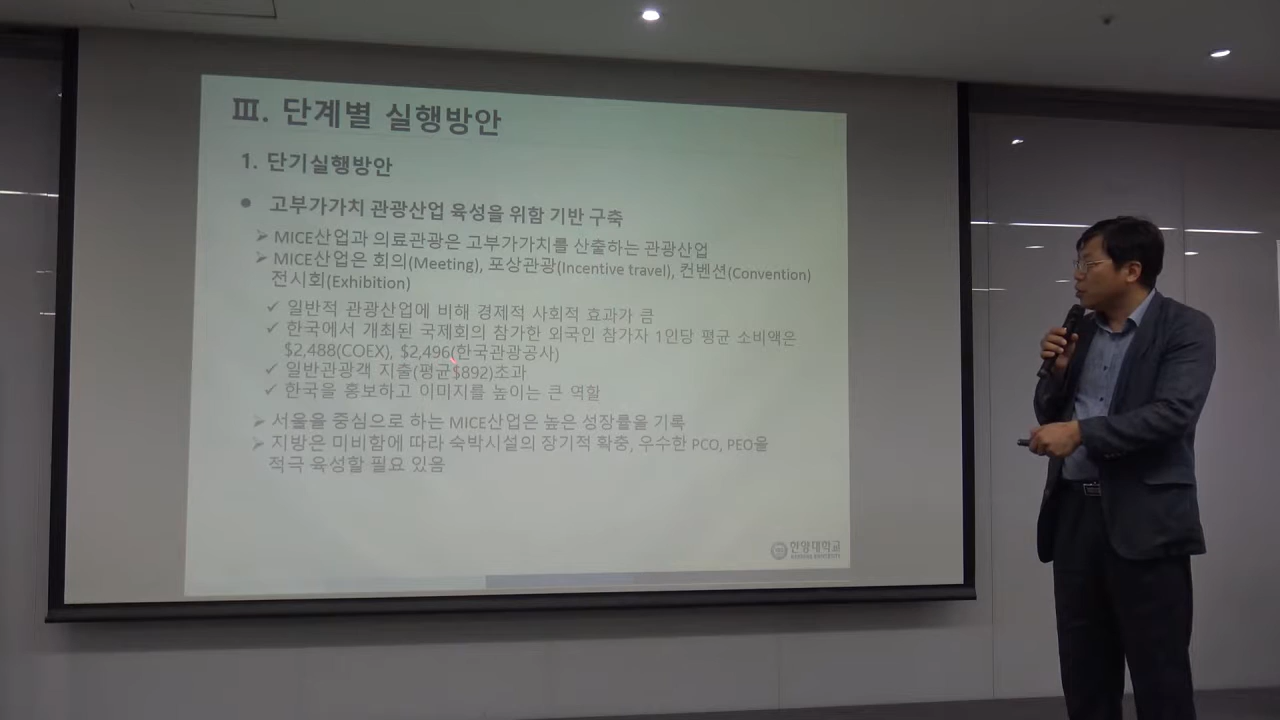 Ⅲ. 단계별 실행방안
1. 단기실행방안
● 고부가가치 관광산업 육성을 위함 기반 구축
➢ MICE산업과 의료관광은 고부가가치를 산출하는 관광산업
➢ MICE산업은 회의(Meeting), 포상관광(Incentive travel), 컨벤션(Convention)
전시회(Exhibition)
✓ 일반적 관광산업에 비해 경제적 사회적 효과가 큼
✓ 한국에서 개최된 국제회의 참가한 외국인 참가자 1인당 평균 소비액은
$2,488(COEX), $2,496(한국관광공사)
✓ 일반관광객 지출(평균$892)초과
✓ 한국을 홍보하고 이미지를 높이는 큰 역할
➢ 서울을 중심으로 하는 MICE산업은 높은 성장률을 기록
➢ 지방은 미비함에 따라 숙박시설의 장기적 확충, 우수한 PCO, PEO을
적극 육성할 필요 있음
한양대학교
HANYANG UNIVERSITY